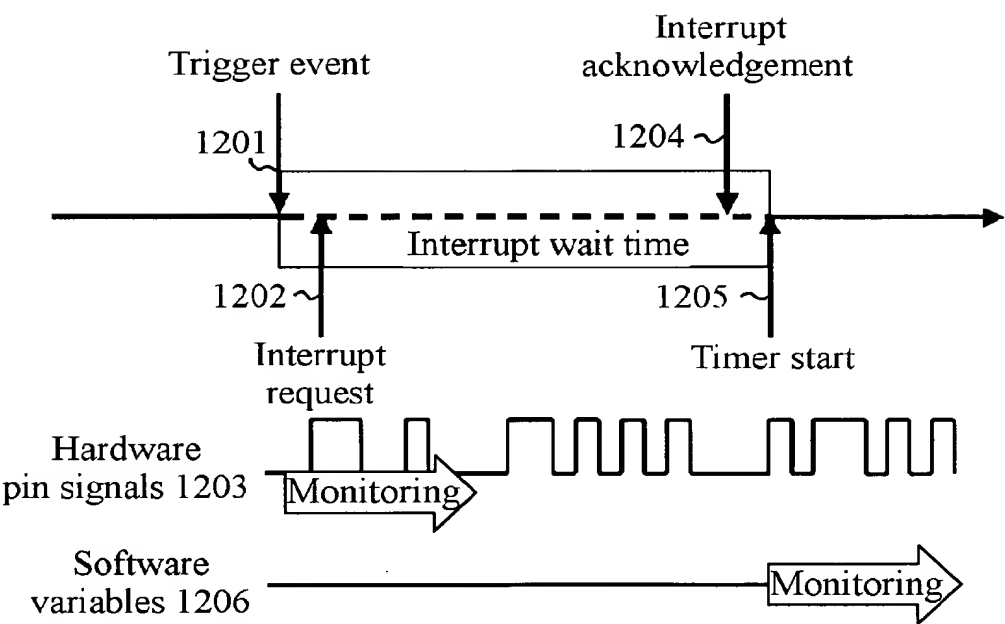 Trigger event
Interrupt
acknowledgement
1201
1204
Interrupt wait time
1202
1205
Interrupt
request
Timer start
Hardware
pin signals 1203
Monitoring
Software
variables 1206
Monitoring